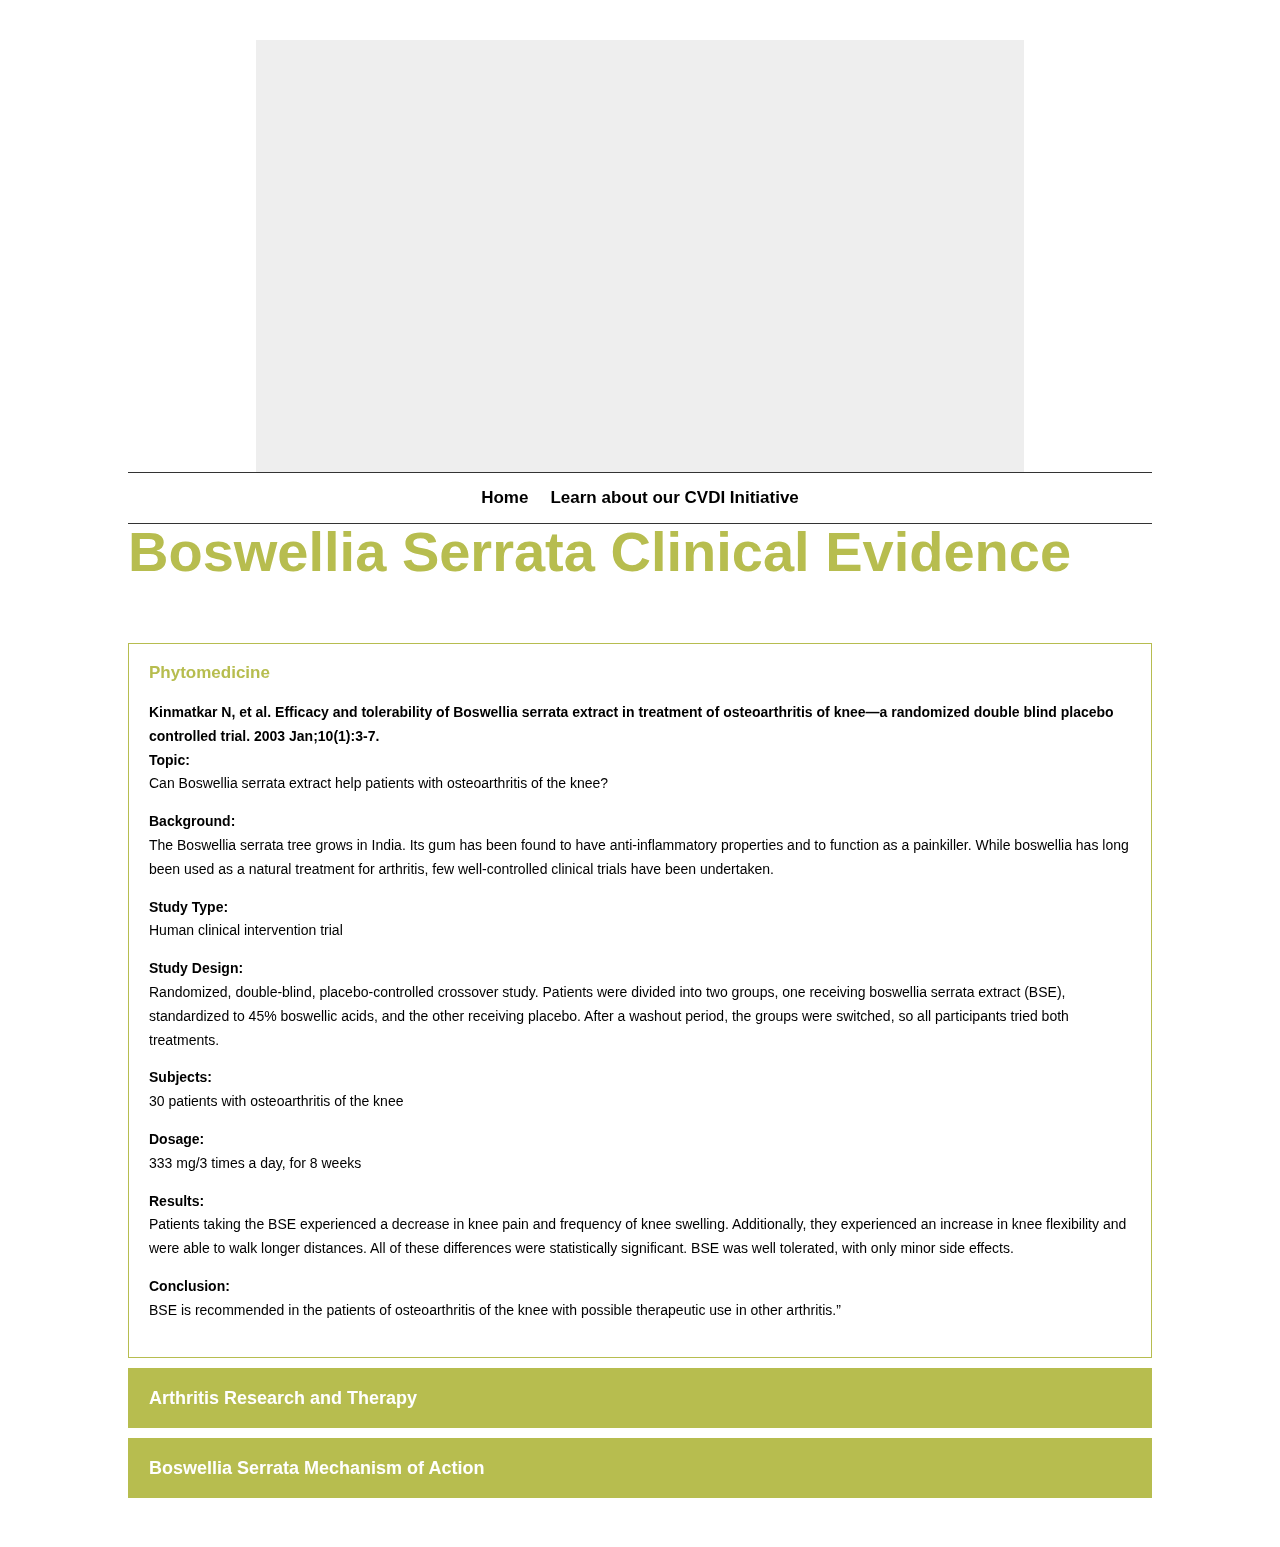 Home Learn about our CVDI Initiative
Boswellia Serrata Clinical Evidence
Phytomedicine
Kinmatkar N, et al. Efficacy and tolerability of Boswellia serrata extract in treatment of osteoarthritis of knee—a randomized double blind placebo
controlled trial. 2003 Jan;10(1):3-7.
Topic:
Can Boswellia serrata extract help patients with osteoarthritis of the knee?
Background:
The Boswellia serrata tree grows in India. Its gum has been found to have anti-inflammatory properties and to function as a painkiller. While boswellia has long
been used as a natural treatment for arthritis, few well-controlled clinical trials have been undertaken.
Study Type:
Human clinical intervention trial
Study Design:
Randomized, double-blind, placebo-controlled crossover study. Patients were divided into two groups, one receiving boswellia serrata extract (BSE),
standardized to 45% boswellic acids, and the other receiving placebo. After a washout period, the groups were switched, so all participants tried both
treatments.
Subjects:
30 patients with osteoarthritis of the knee
Dosage:
333 mg/3 times a day, for 8 weeks
Results:
Patients taking the BSE experienced a decrease in knee pain and frequency of knee swelling. Additionally, they experienced an increase in knee flexibility and
were able to walk longer distances. All of these differences were statistically significant. BSE was well tolerated, with only minor side effects.
Conclusion:
BSE is recommended in the patients of osteoarthritis of the knee with possible therapeutic use in other arthritis.”
Arthritis Research and Therapy
Boswellia Serrata Mechanism of Action